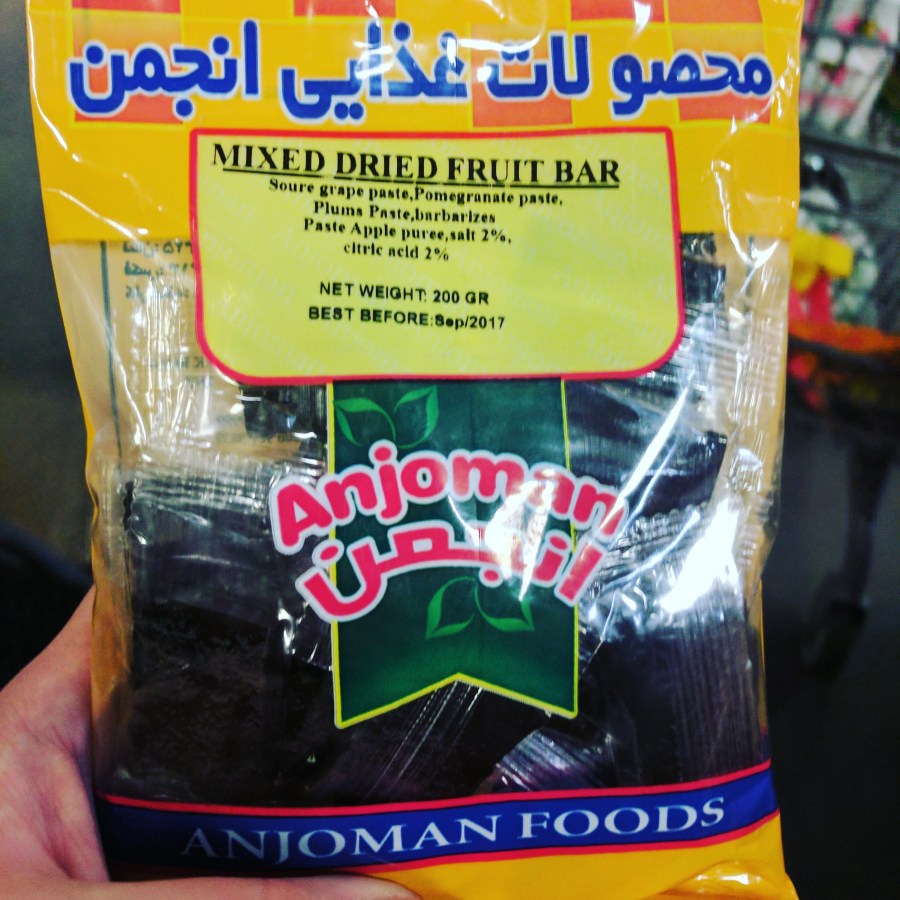 محصولات غذایی انجمن
MIXED DRIED FRUIT BAR
Soure grape paste,Pomegranate paste,
Plums Paste,barbarizes
Paste Apple puree,salt 2%,
citric acid 2%
NET WEIGHT: 200 GR
BEST BEFORE:Sep/2017
Anjoman
انجمن
ANJOMAN FOODS